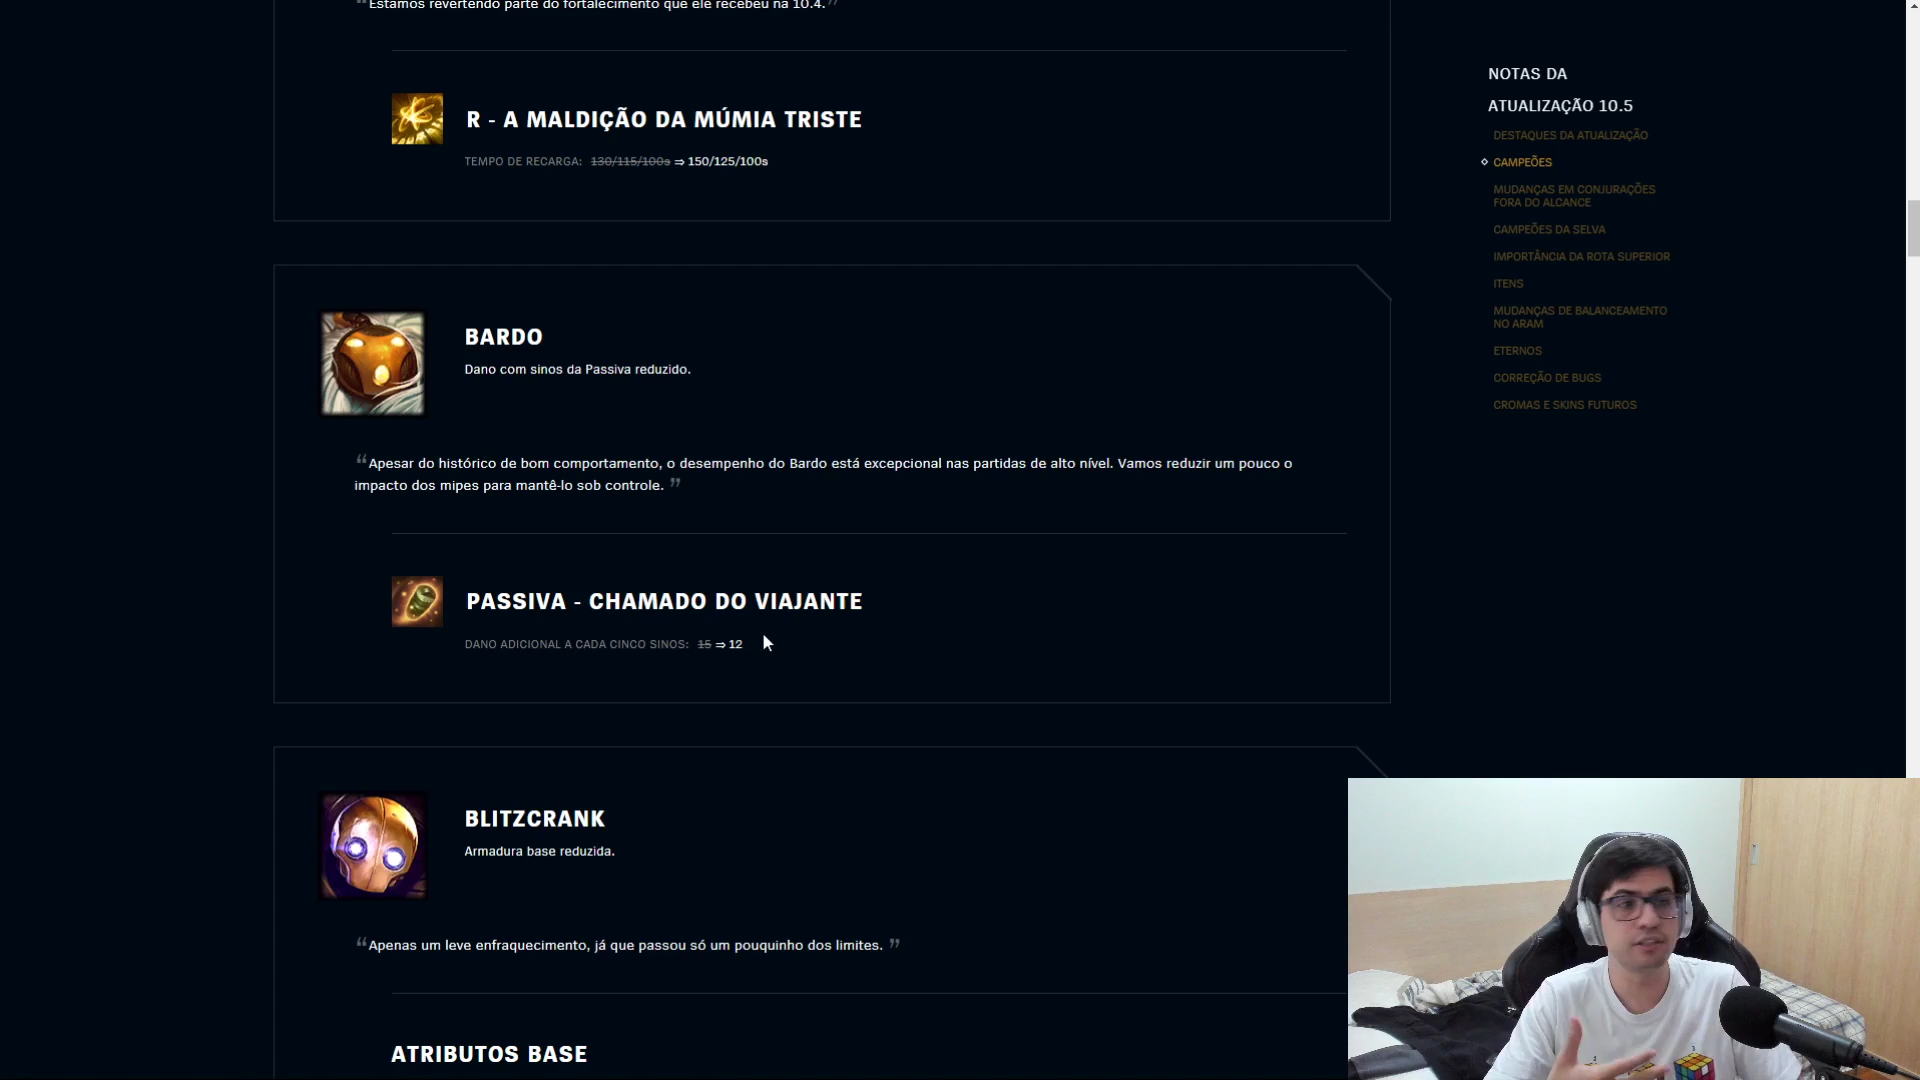 “Estamos revertendo parte do fortalecimento que ele recebeu na 10.4.”
R - A MALDIÇÃO DA MÚMIA TRISTE
TEMPO DE RECARGA: 130/115/100s ⇒ 150/125/100s
BARDO
Dano com sinos da Passiva reduzido.
“Apesar do histórico de bom comportamento, o desempenho do Bardo está excepcional nas partidas de alto nível. Vamos reduzir um pouco o
impacto dos mipes para mantê-lo sob controle. ”
PASSIVA - CHAMADO DO VIAJANTE
DANO ADICIONAL A CADA CINCO SINOS: 15 ⇒ 12
BLITZCRANK
Armadura base reduzida.
“Apenas um leve enfraquecimento, já que passou só um pouquinho dos limites. ”
ATRIBUTOS BASE
NOTAS DA
ATUALIZAÇÃO 10.5
DESTAQUES DA ATUALIZAÇÃO
CAMPEÕES
MUDANÇAS EM CONJURAÇÕES
FORA DO ALCANCE
CAMPEÕES DA SELVA
IMPORTÂNCIA DA ROTA SUPERIOR
ITENS
MUDANÇAS DE BALANCEAMENTO
NO ARAM
ETERNOS
CORREÇÃO DE BUGS
CROMAS E SKINS FUTUROS